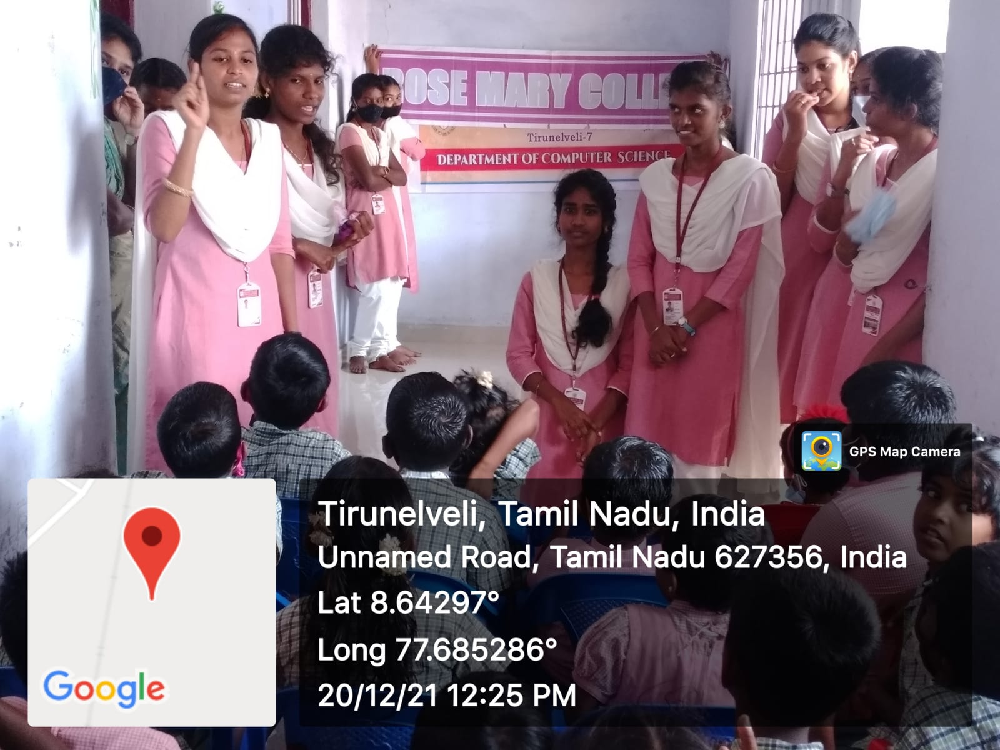 ROSE MARY COLLE
Tirunelveli-7
DEPARTMENT OF COMPUTER SCIENCE
GPS Map Camera
Tirunelveli, Tamil Nadu, India
Unnamed Road, Tamil Nadu 627356, India
Lat 8.64297°
Long 77.685286°
20/12/21 12:25 PM
Google